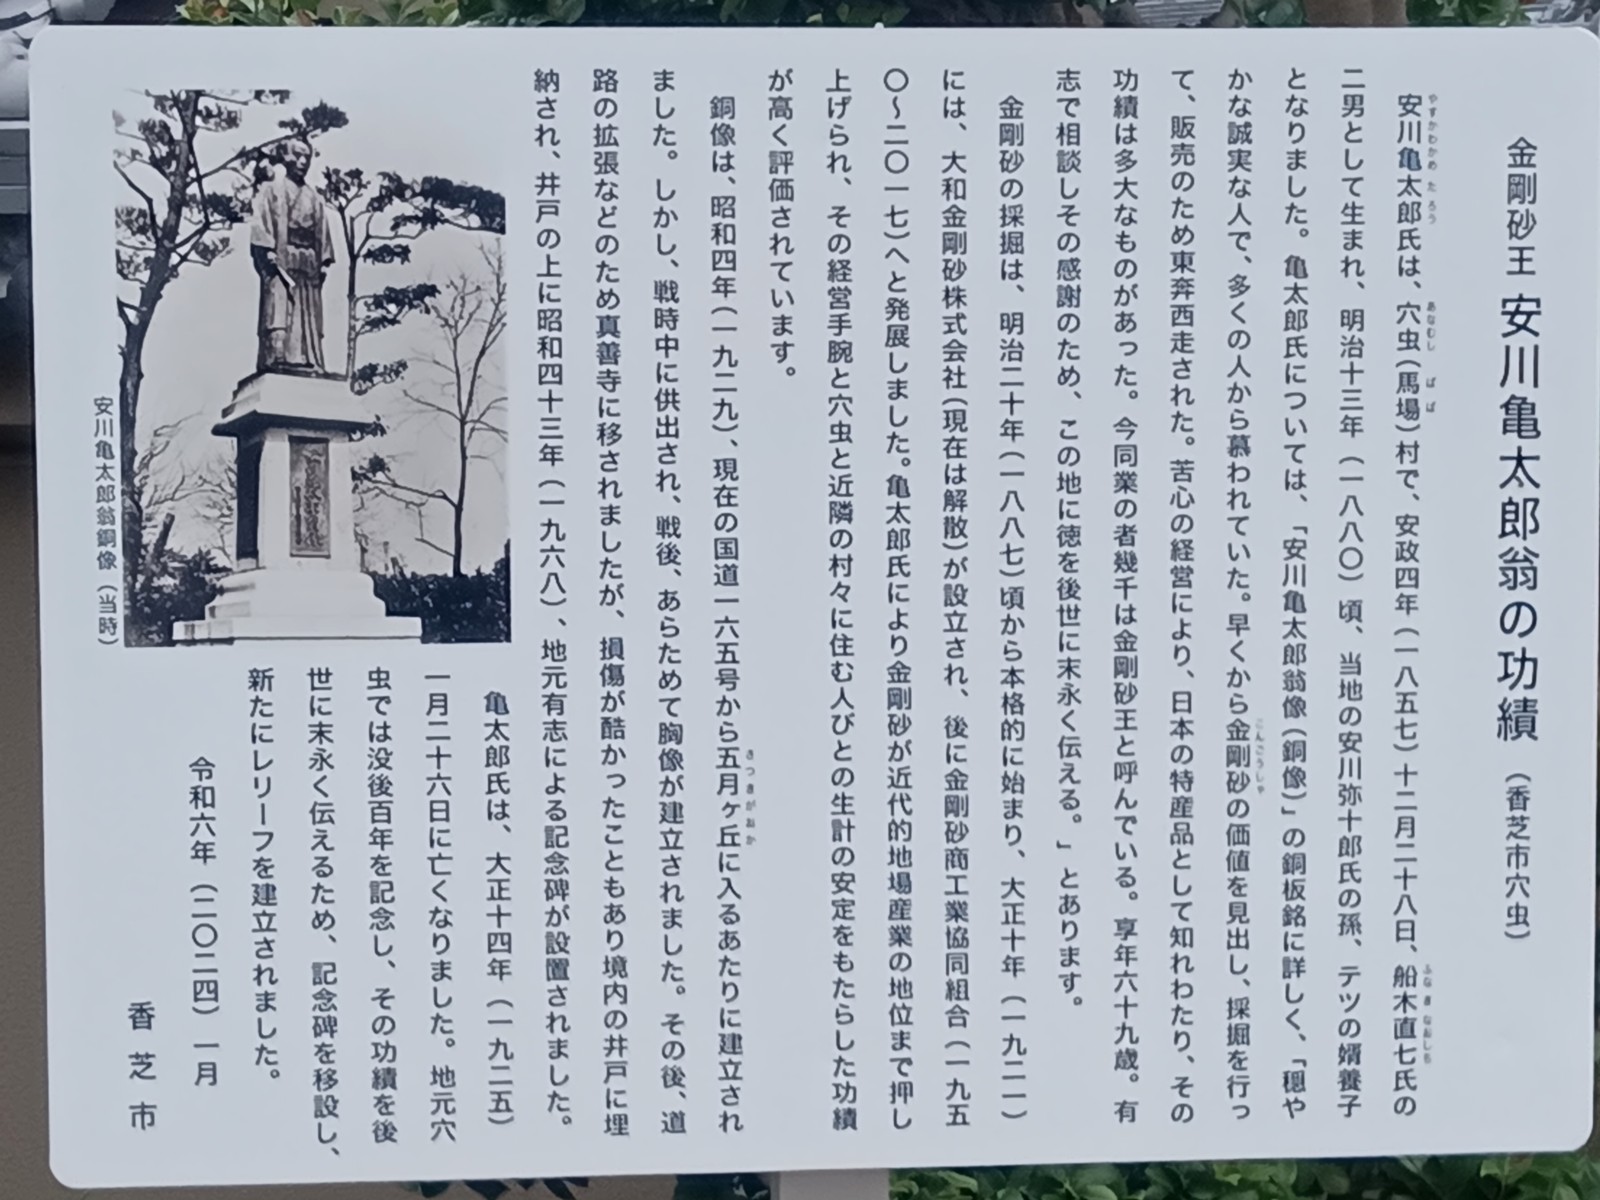 金剛砂王 安川亀太郎翁の功績 (香芝市穴虫)
安川亀太郎氏は、穴虫(馬場)村で、安政四年(一八五七)十二月二十八日、船木直七氏の
やすかわかめ たろう あなむし ばば ふなき なおしち
二男として生まれ、明治十三年(一八八〇)頃、当地の安川弥十郎氏の孫、テツの婿養子
となりました。亀太郎氏については、「安川亀太郎翁像(銅像)」の銅板銘に詳しく、「穏や
かな誠実な人で、多くの人から慕われていた。早くから金剛砂の価値を見出し、採掘を行っ
こんごうしゃ
て、販売のため東奔西走された。苦心の経営により、日本の特産品として知れわたり、その
功績は多大なものがあった。今同業の者幾千は金剛砂王と呼んでいる。享年六十九歳。有
志で相談しその感謝のため、この地に徳を後世に末永く伝える。」とあります。
金剛砂の採掘は、明治二十年(一八八七)頃から本格的に始まり、大正十年(一九二一)
には、大和金剛砂株式会社(現在は解散)が設立され、後に金剛砂商工業協同組合(一九五
〇～二〇一七)へと発展しました。亀太郎氏により金剛砂が近代的地場産業の地位まで押し
上げられ、その経営手腕と穴虫と近隣の村々に住む人びとの生計の安定をもたらした功績
が高く評価されています。
銅像は、昭和四年(一九二九)、現在の国道一六五号から五月ヶ丘に入るあたりに建立され
さつきがおか
ました。しかし、戦時中に供出され、戦後、あらためて胸像が建立されました。その後、道
路の拡張などのため真善寺に移されましたが、損傷が酷かったこともあり境内の井戸に埋
納され、井戸の上に昭和四十三年(一九六八)、地元有志による記念碑が設置されました。
亀太郎氏は、大正十四年(一九二五)
一月二十六日に亡くなりました。地元穴
虫では没後百年を記念し、その功績を後
世に末永く伝えるため、記念碑を移設し、
新たにレリーフを建立されました。
令和六年(二〇二四)一月
香芝市
安川亀太郎翁銅像(当時)